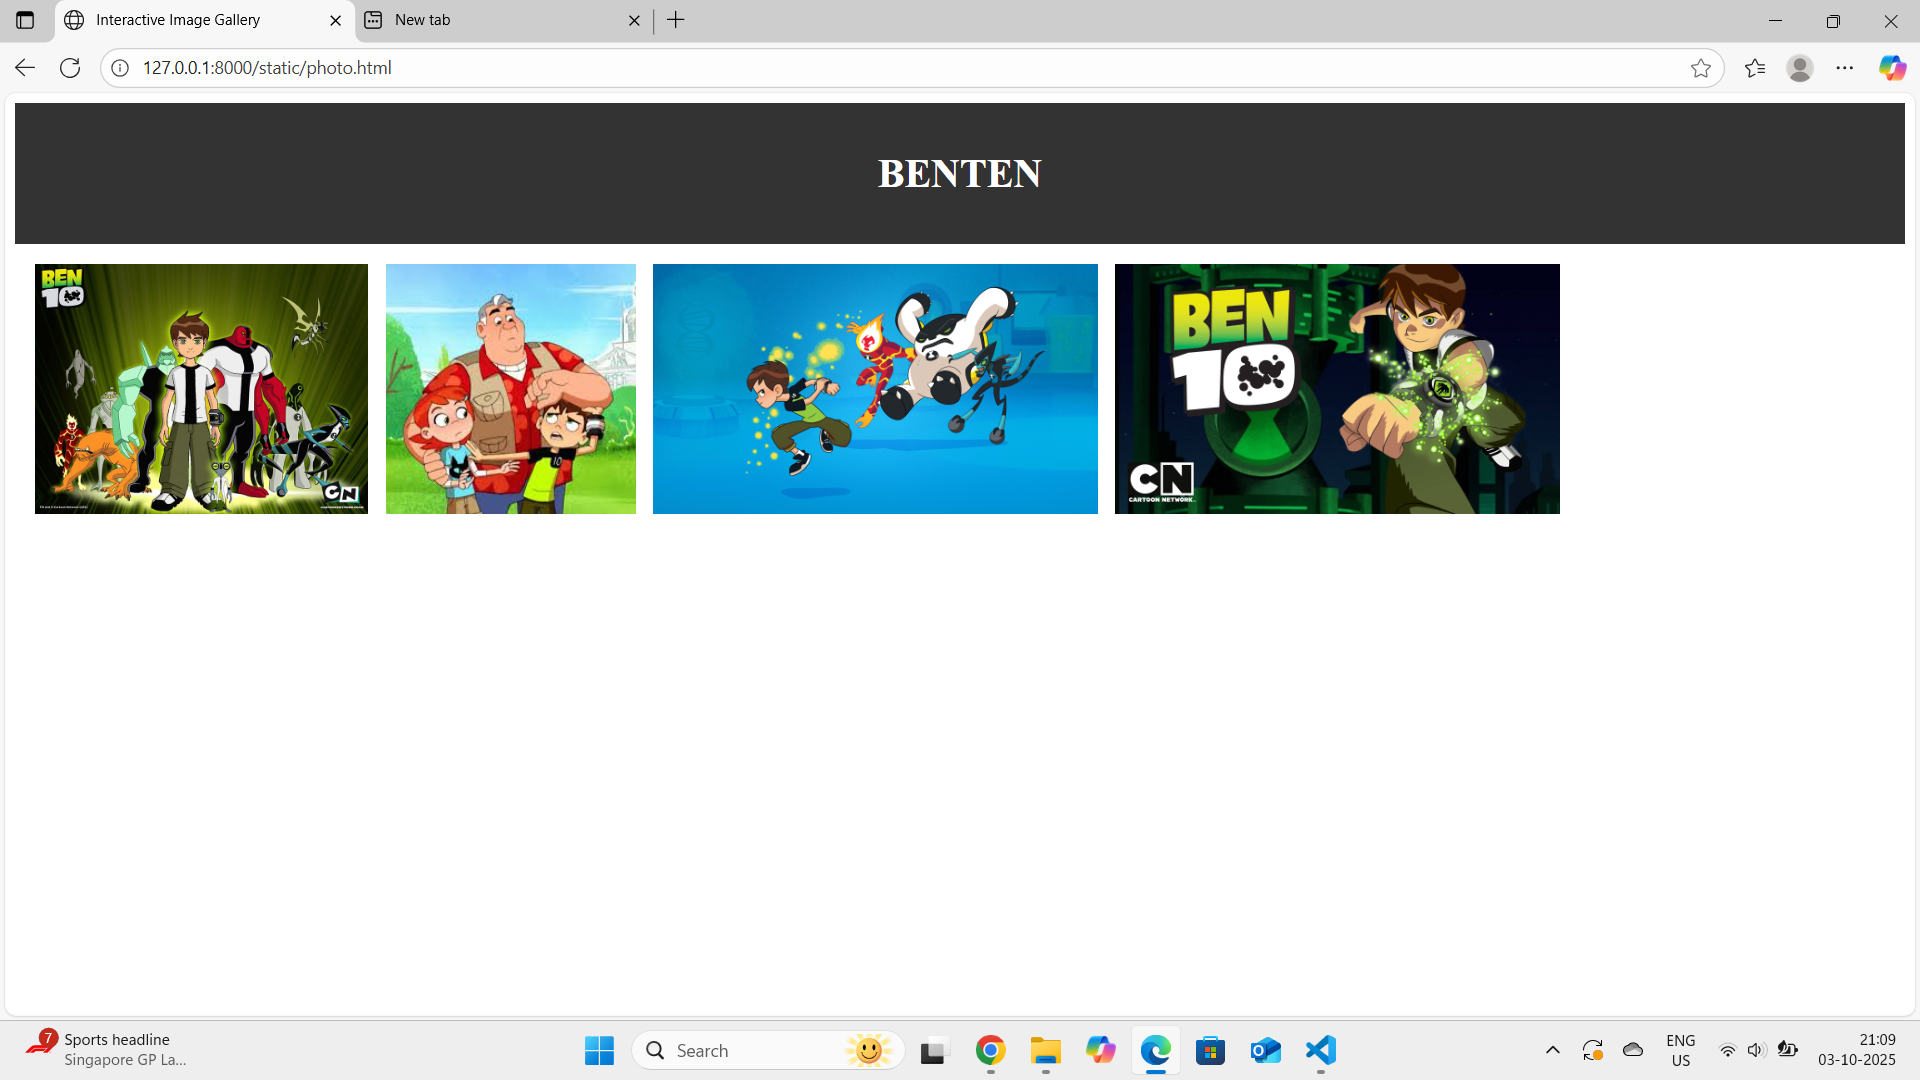 Interactive Image Gallery
New tab
127.0.0.1:8000/static/photo.html
BENTEN
BEN
10
CN
10
BEN
10
CN
CARTOON NETWORK
7
Sports headline
Singapore GP La...
Search
ENG
US
21:09
03-10-2025